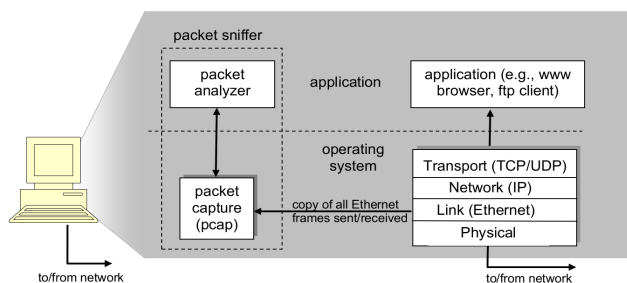 packet sniffer
packet
analyzer
application
application (e.g., www
browser, ftp client)
operating
system
packet
capture
(pcap)
copy of all Ethernet
frames sent/received
Transport (TCP/UDP)
Network (IP)
Link (Ethernet)
Physical
to/from network
to/from network